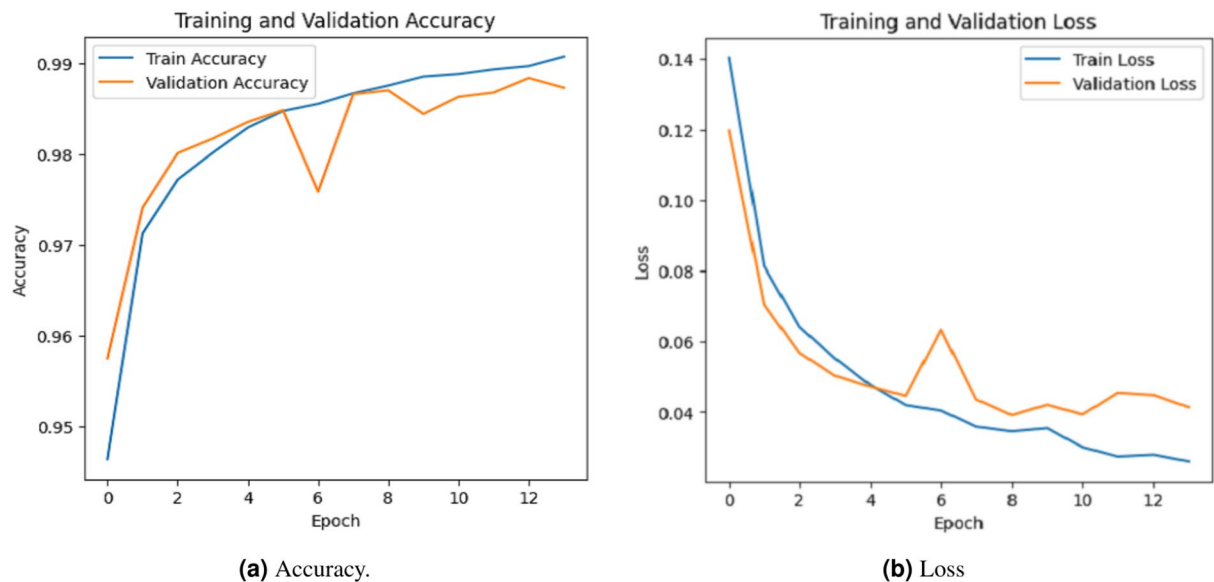 Training and Validation Accuracy
Train Accuracy
Validation Accuracy
0.99
0.98
0.97
0.96
0.95
Accuracy
0 2 4 6 8 10 12
Epoch
(a) Accuracy.
Training and Validation Loss
Train Loss
Validation Loss
0.14
0.12
0.10
0.08
0.06
0.04
Loss
0 2 4 6 8 10 12
Epoch
(b) Loss